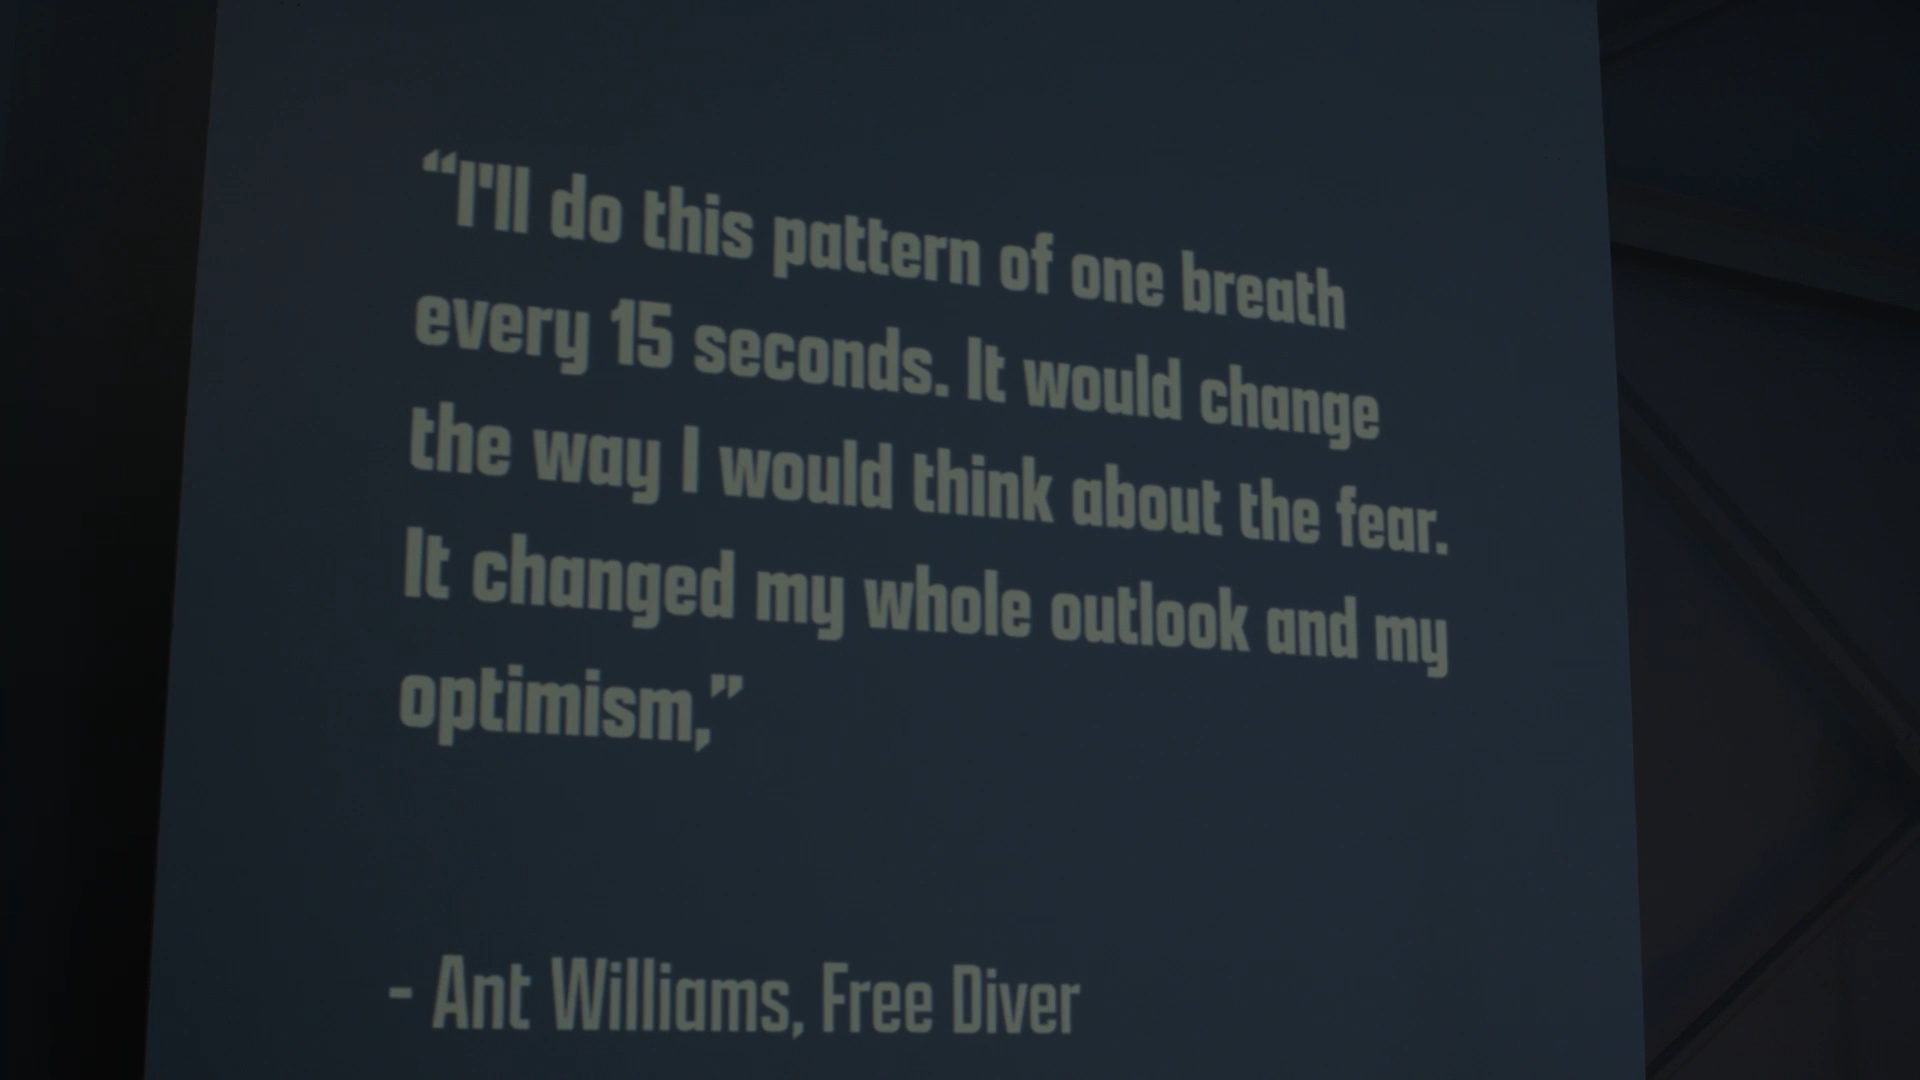 “I'll do this pattern of one breath
every 15 seconds. It would change
the way I would think about the fear.
It changed my whole outlook and my
optimism,”
- Ant Williams, Free Diver